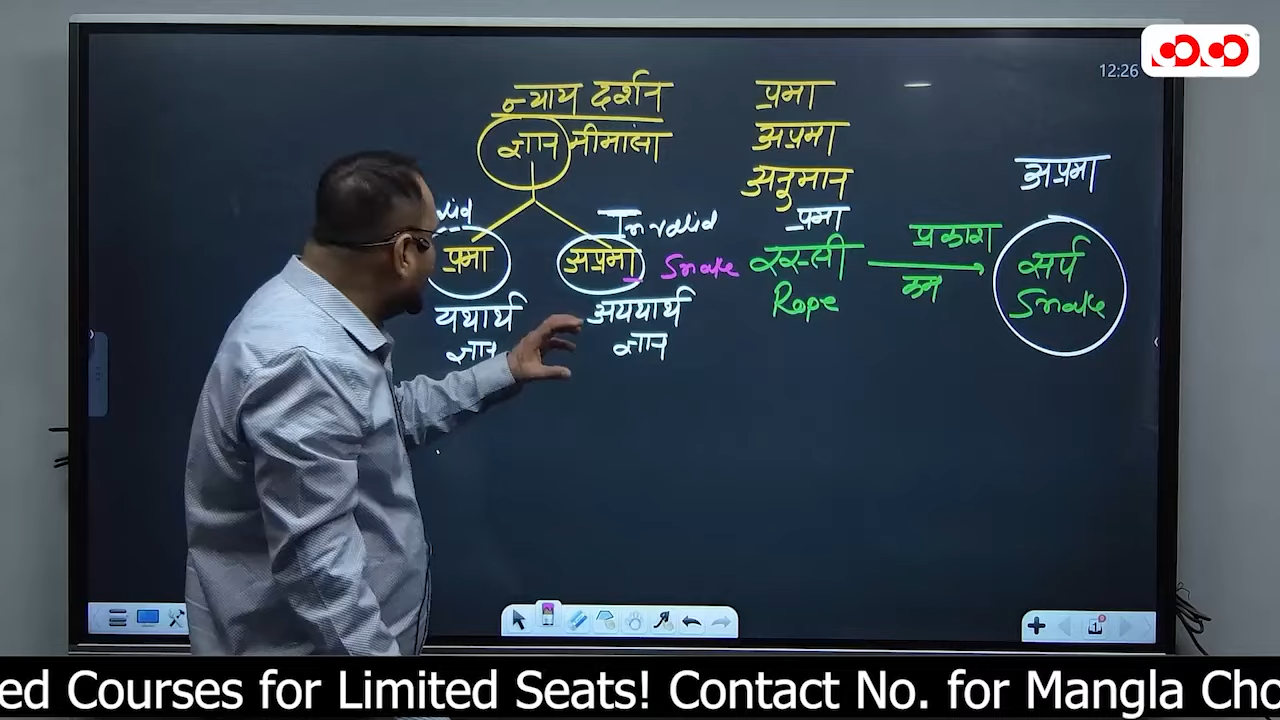 12:26
न्याय दर्शन
ज्ञान मीमांसा
प्रमा
अप्रमा
अनुमान
अप्रमा
Invalid
प्रमा
प्रमा
अप्रमा
Snake
रस्सी
Rope
प्रकाश
कम
सर्प
Snake
यथार्थ
ज्ञान
अयथार्थ
ज्ञान
1
ed Courses for Limited Seats! Contact No. for Mangla Cho